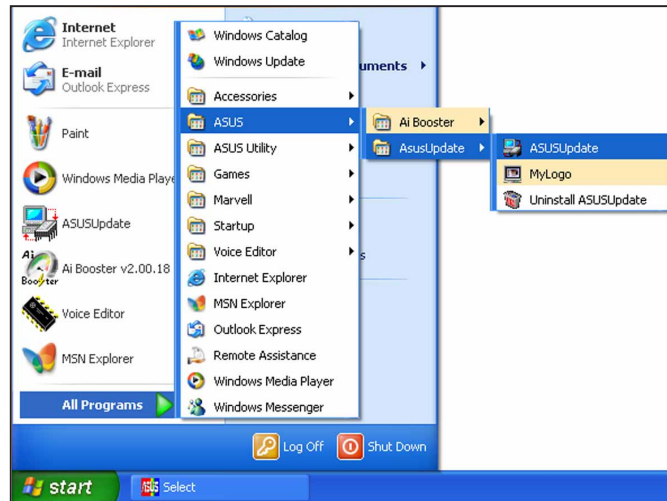 Internet
Internet Explorer
E-mail
Outlook Express
Paint
Windows Media Playe
ASUSUpdate
Ai Booster v2.00.18
Voice Editor
MSN Explorer
All Programs
Windows Catalog
Windows Update
Accessories
ASUS
ASUS Utility
Games
Marvell
Startup
Voice Editor
Internet Explorer
MSN Explorer
Outlook Express
Remote Assistance
Windows Media Player
Windows Messenger
uments
s
Ai Booster
AsusUpdate
ASUSUpdate
MyLogo
Uninstall ASUSUpdate
Log Off
Shut Down
start
Select